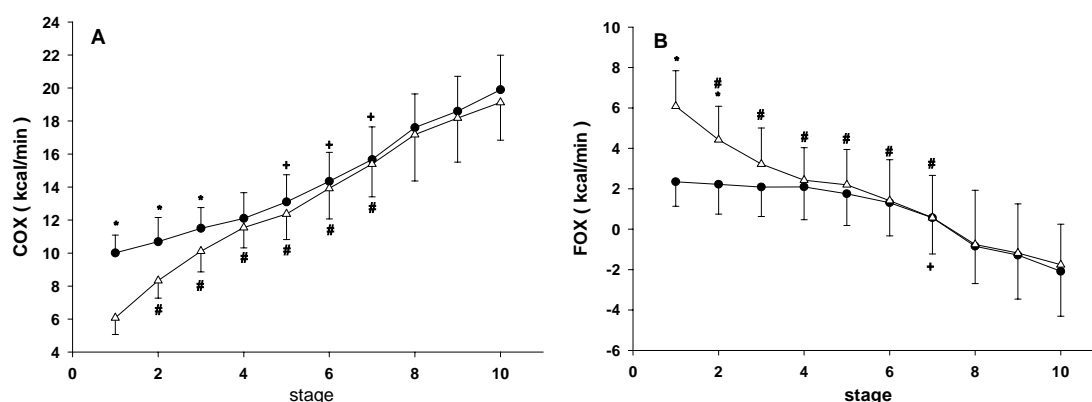 A
COX ( kcal/min )
24
22
20
18
16
14
12
10
8
6
4
* * * + + +
# # # # # #
0 2 4 6 8 10
stage
B
FOX ( kcal/min )
10
8
6
4
2
0
-2
-4
-6
* # * # # # # #
+
0 2 4 6 8 10
stage